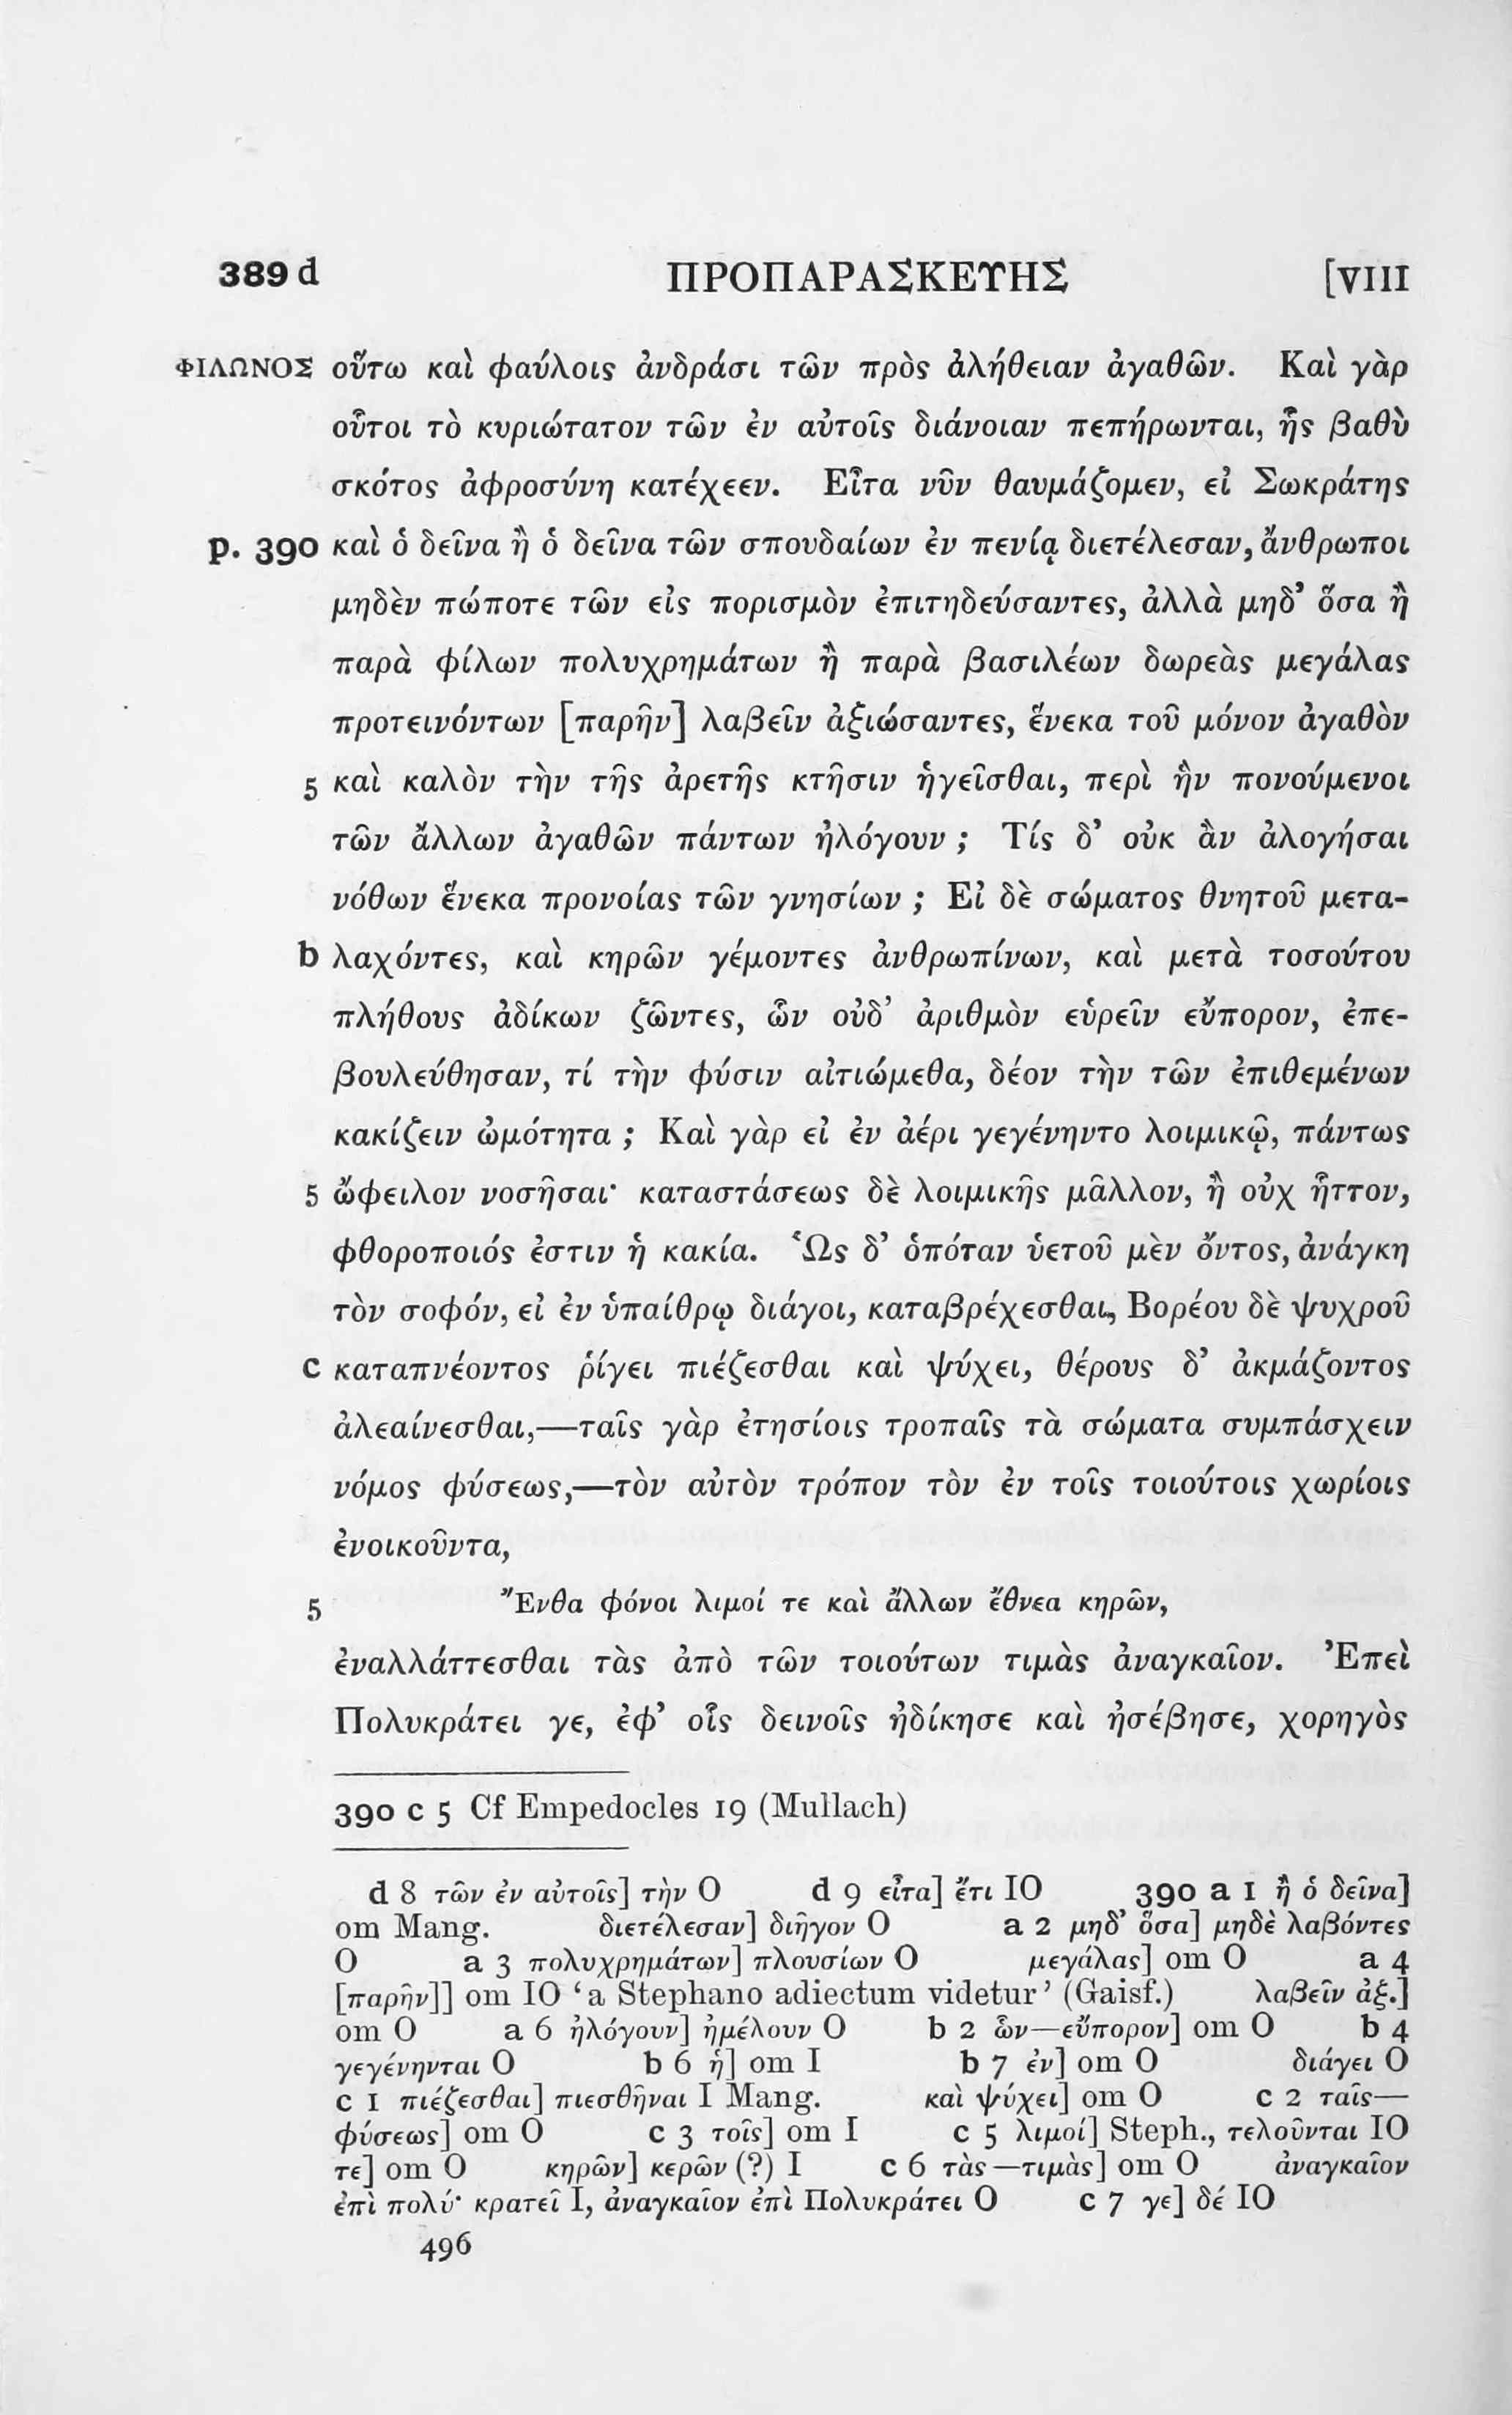 389 d ΠΡΟΠΑΡΑΣΚΕΥΗΣ [VIII
ΦΙΛΩΝΟΣ οὕτω καὶ φαύλοις ἀνδράσι τῶν πρὸς ἀλήθειαν ἀγαθῶν. Καὶ γὰρ
οὗτοι τὸ κυριώτατον τῶν ἐν αὐτοῖς διάνοιαν πεπήρωνται, ἧς βαθὺ
σκότος ἀφροσύνη κατέχεεν. Εἶτα νῦν θαυμάζομεν, εἰ Σωκράτης
p. 390 καὶ ὁ δεῖνα ἢ ὁ δεῖνα τῶν σπουδαίων ἐν πενίᾳ διετέλεσαν, ἄνθρωποι
μηδὲν πώποτε τῶν εἰς πορισμὸν ἐπιτηδεύσαντες, ἀλλὰ μηδ’ ὅσα ἢ
παρὰ φίλων πολυχρημάτων ἢ παρὰ βασιλέων δωρεὰς μεγάλας
προτεινόντων [παρῆν] λαβεῖν ἀξιώσαντες, ἕνεκα τοῦ μόνον ἀγαθὸν
5 καὶ καλὸν τὴν τῆς ἀρετῆς κτῆσιν ἡγεῖσθαι, περὶ ἣν πονούμενοι
τῶν ἄλλων ἀγαθῶν πάντων ἠλόγουν ; Τίς δ’ οὐκ ἂν ἀλογήσαι
νόθων ἕνεκα προνοίας τῶν γνησίων ; Εἰ δὲ σώματος θνητοῦ μετα-
b λαχόντες, καὶ κηρῶν γέμοντες ἀνθρωπίνων, καὶ μετὰ τοσούτου
πλήθους ἀδίκων ζῶντες, ὧν οὐδ’ ἀριθμὸν εὑρεῖν εὔπορον, ἐπε-
βουλεύθησαν, τί τὴν φύσιν αἰτιώμεθα, δέον τὴν τῶν ἐπιθεμένων
κακίζειν ὠμότητα ; Καὶ γὰρ εἰ ἐν ἀέρι γεγένηντο λοιμικῷ, πάντως
5 ὤφειλον νοσῆσαι· καταστάσεως δὲ λοιμικῆς μᾶλλον, ἢ οὐχ ἧττον,
φθοροποιός ἐστιν ἡ κακία. Ὡς δ’ ὁπόταν ὑετοῦ μὲν ὄντος, ἀνάγκη
τὸν σοφόν, εἰ ἐν ὑπαίθρῳ διάγοι, καταβρέχεσθαι, Βορέου δὲ ψυχροῦ
c καταπνέοντος ῥίγει πιέζεσθαι καὶ ψύχει, θέρους δ’ ἀκμάζοντος
ἀλεαίνεσθαι,—ταῖς γὰρ ἐτησίοις τροπαῖς τὰ σώματα συμπάσχειν
νόμος φύσεως,—τὸν αὐτὸν τρόπον τὸν ἐν τοῖς τοιούτοις χωρίοις
ἐνοικοῦντα,
5 Ἔνθα φόνοι λιμοί τε καὶ ἄλλων ἔθνεα κηρῶν,
ἐναλλάττεσθαι τὰς ἀπὸ τῶν τοιούτων τιμὰς ἀναγκαῖον. Ἐπεὶ
Πολυκράτει γε, ἐφ’ οἷς δεινοῖς ἠδίκησε καὶ ἠσέβησε, χορηγὸς
390 c 5 Cf Empedocles 19 (Mullach)
d 8 τῶν ἐν αὐτοῖς] τὴν O d 9 εἶτα] ἔτι IO 390 a 1 ἢ ὁ δεῖνα]
om Mang. διετέλεσαν] διῆγον O a 2 μηδ’ ὅσα] μηδὲ λαβόντες
O a 3 πολυχρημάτων] πλουσίων O μεγάλας] om O a 4
[παρῆν]] om IO ‘a Stephano adiectum videtur’ (Gaisf.) λαβεῖν ἀξ.]
om O a 6 ἠλόγουν] ἠμέλουν O b 2 ὧν—εὔπορον] om O b 4
γεγένηνται O b 6 ἡ] om I b 7 ἐν] om O διάγει O
c 1 πιέζεσθαι] πιεσθῆναι I Mang. καὶ ψύχει] om O c 2 ταῖς—
φύσεως] om O c 3 τοῖς] om I c 5 λιμοί] Steph., τελοῦνται IO
τε] om O κηρῶν] κερῶν (?) I c 6 τὰς—τιμὰς] om O ἀναγκαῖον
ἐπὶ πολύ· κρατεῖ I, ἀναγκαῖον ἐπὶ Πολυκράτει O c 7 γε] δέ IO
496